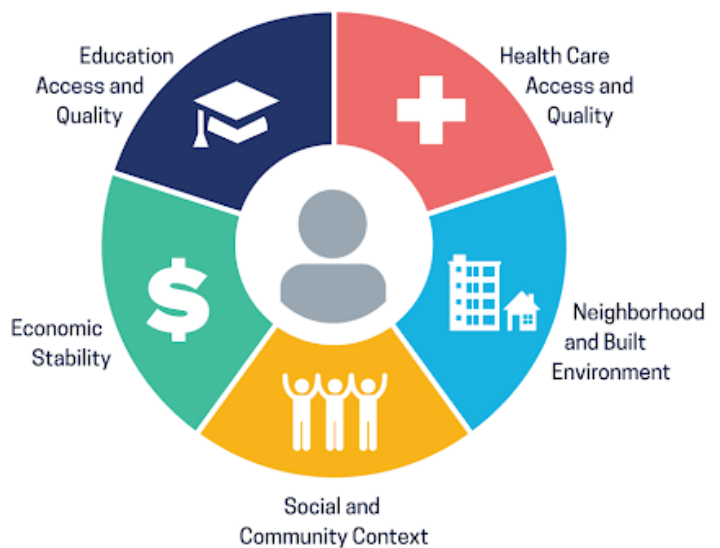 Education
Access and
Quality
Health Care
Access and
Quality
Economic
Stability
Neighborhood
and Built
Environment
Social and
Community Context